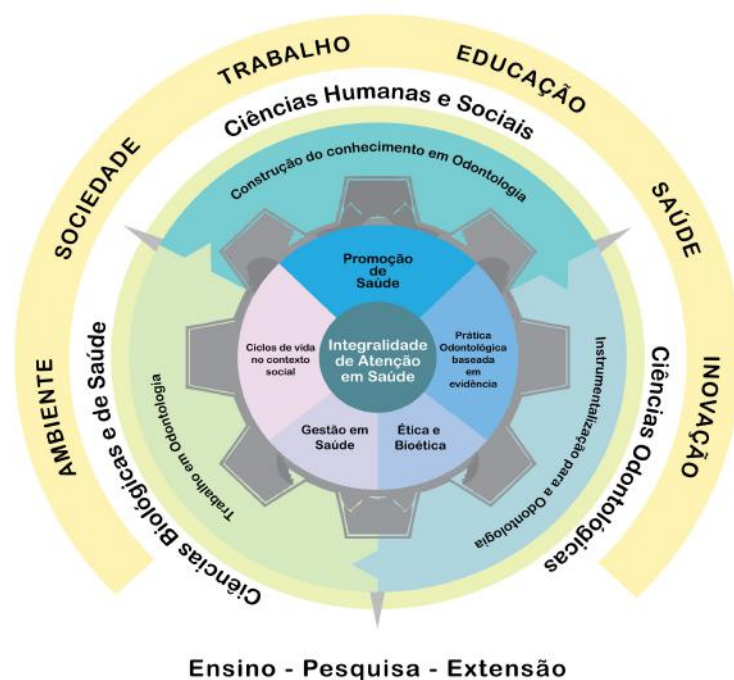 AMBIENTE
SOCIEDADE
TRABALHO
EDUCAÇÃO
SAÚDE
INOVAÇÃO
Ciências Humanas e Sociais
Ciências Biológicas e de Saúde
Ciências Odontológicas
Construção do conhecimento em Odontologia
Trabalho em Odontologia
Instrumentalização para a Odontologia
Promoção
de
Saúde
Ciclos de vida
no contexto
social
Prática
Odontológica
baseada
em
evidência
Integralidade
de Atenção
em Saúde
Gestão em
Saúde
Ética e
Bioética
Ensino - Pesquisa - Extensão